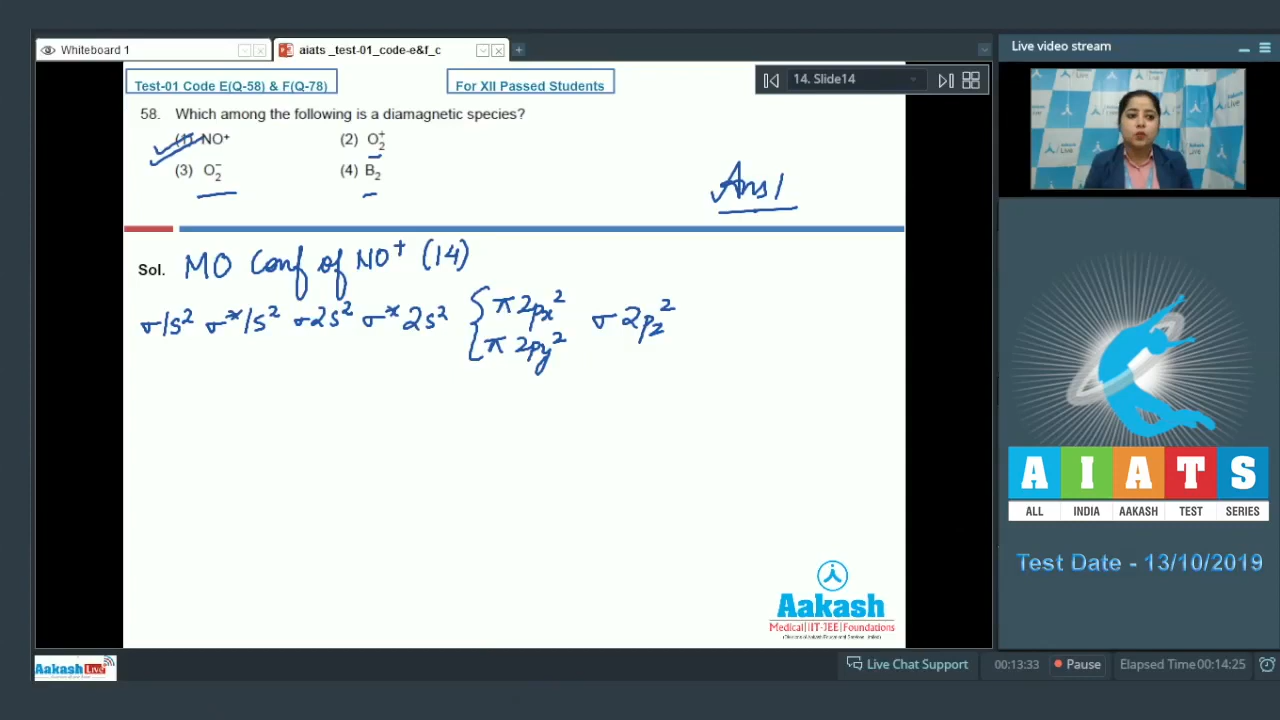 Whiteboard 1
aiats _test-01_code-e&f_c
Live video stream
Test-01 Code E(Q-58) & F(Q-78)
For XII Passed Students
14. Slide14
58. Which among the following is a diamagnetic species?
(1) NO⁺ (2) O₂⁺
(3) O₂⁻ (4) B₂
Ans 1
Sol. MO Conf of NO⁺ (14)
σ1s² σ*1s² σ2s² σ*2s² { π2pₓ² π2p_y² σ2p_z²
AIATS
ALL INDIA AAKASH TEST SERIES
Test Date - 13/10/2019
Aakash
Medical|IIT-JEE|Foundations
Aakash Live
Live Chat Support
00:13:33
Pause
Elapsed Time 00:14:25